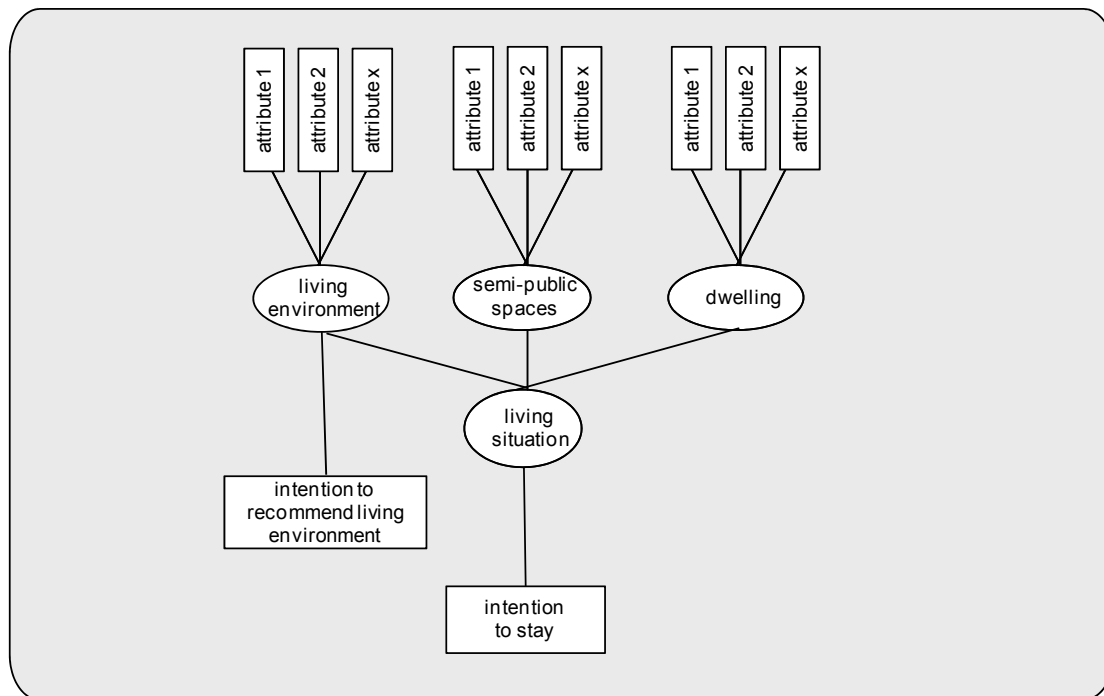 attribute 1
attribute 2
attribute x
attribute 1
attribute 2
attribute x
attribute 1
attribute 2
attribute x
living
environment
semi-public
spaces
dwelling
living
situation
intention to
recommend living
environment
intention
to stay